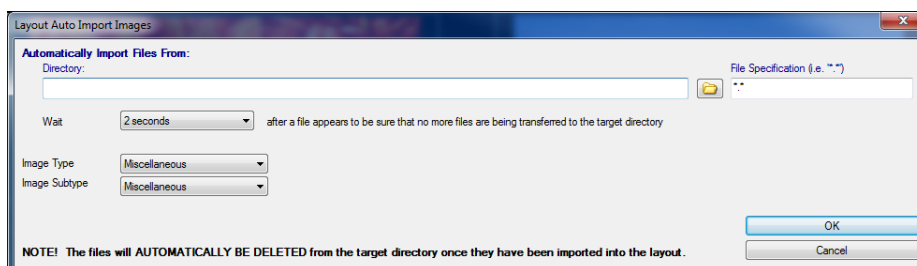 Layout Auto Import Images
Automatically Import Files From:
Directory:
File Specification (i.e. "*.*")
*.*
Wait 2 seconds after a file appears to be sure that no more files are being transferred to the target directory
Image Type Miscellaneous
Image Subtype Miscellaneous
OK
NOTE! The files will AUTOMATICALLY BE DELETED from the target directory once they have been imported into the layout.
Cancel